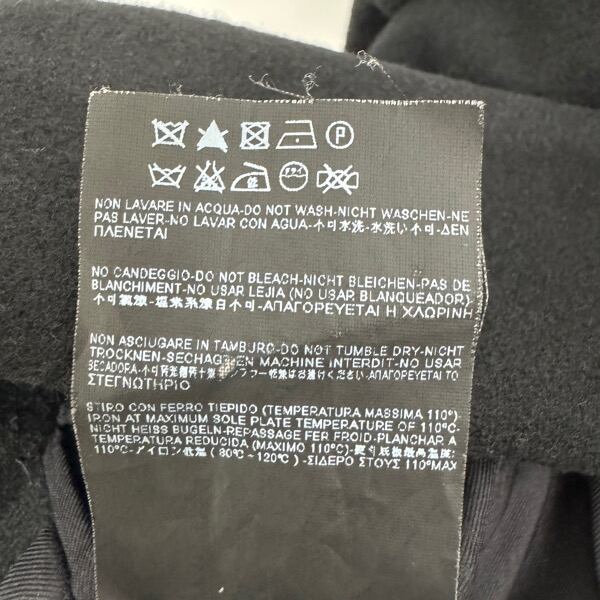 P
NON LAVARE IN ACQUA-DO NOT WASH-NICHT WASCHEN-NE
PAS LAVER-NO LAVAR CON AGUA-不可水洗-水洗い不可-ΔΕΝ
ΠΛΕΝΕΤΑΙ
NO CANDEGGIO-DO NOT BLEACH-NICHT BLEICHEN-PAS DE
BLANCHIMENT-NO USAR LEJIA (NO USAR BLANQUEADOR)
ΑΠΑΓΟΡΕΥΕΤΑΙ Η ΧΛΩΡΙΝΗ
NON ASCIUGARE IN TAMBURO-DO NOT TUMBLE DRY-NICHT
TROCKNEN-SECHAGE EN MACHINE INTERDIT-NO USAR
SECADORA-ΑΠΑΓΟΡΕΥΕΤΑΙ ΤΟ
ΣΤΕΓΝΩΤΗΡΙΟ
STIRO CON FERRO TIEPIDO (TEMPERATURA MASSIMA 110°)-
IRON AT MAXIMUM SOLE PLATE TEMPERATURE OF 110°C-
NICHT HEISS BUGELN-REPASSAGE FER FROID-PLANCHAR A
TEMPERATURA REDUCIDA (MAXIMO 110°C)-
110°C-アイロン低温 (80℃~120℃)-ΣΙΔΕΡΟ ΣΤΟΥΣ 110°MAX